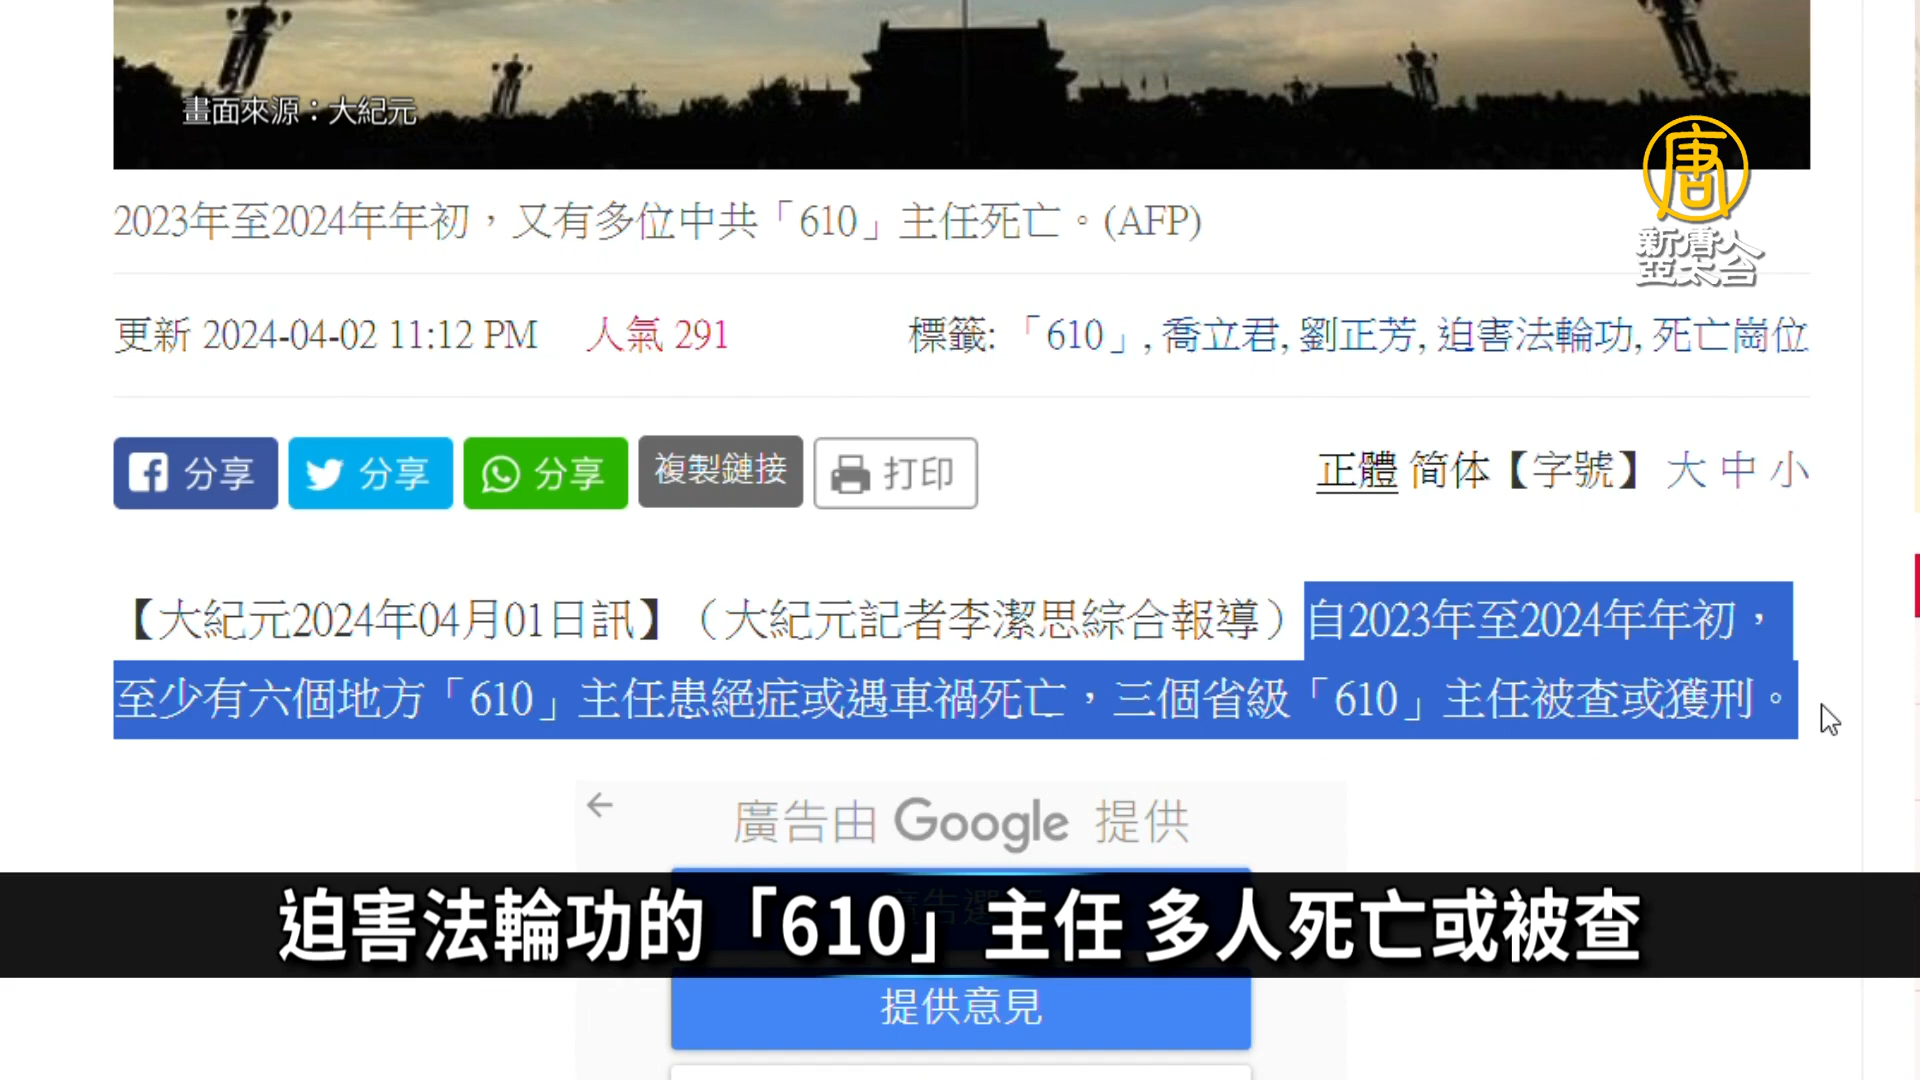 畫面來源：大紀元
唐
新唐人
亞太台
2023年至2024年年初，又有多位中共「610」主任死亡。(AFP)
更新 2024-04-02 11:12 PM 人氣 291 標籤: 「610」, 喬立君, 劉正芳, 迫害法輪功, 死亡崗位
分享 分享 分享 複製鏈接 打印 正體 简体【字號】 大 中 小
【大紀元2024年04月01日訊】（大紀元記者李潔思綜合報導）自2023年至2024年年初，
至少有六個地方「610」主任患絕症或遇車禍死亡，三個省級「610」主任被查或獲刑。
廣告由 Google 提供
迫害法輪功的「610」主任 多人死亡或被查
提供意見